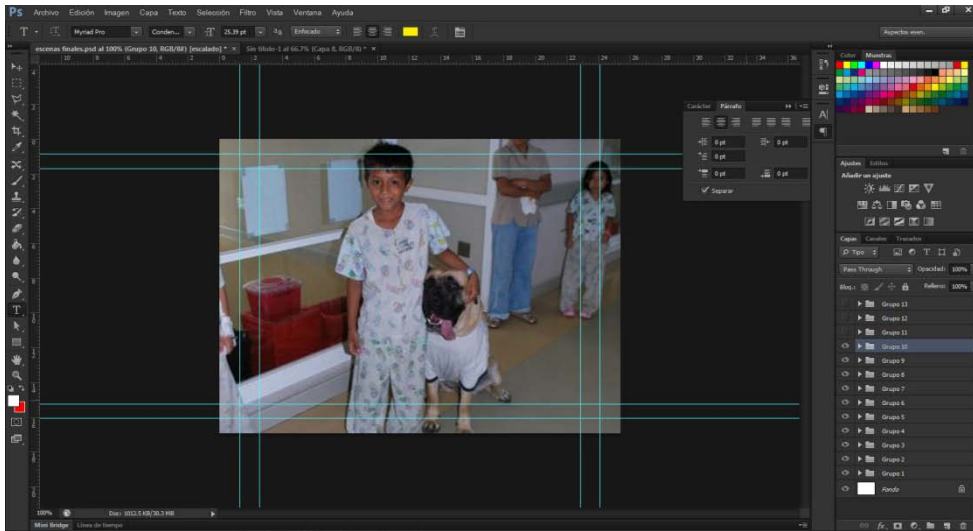 Ps Archivo Edición Imagen Capa Texto Selección Filtro Vista Ventana Ayuda
T Myriad Pro Conden... 25.39 pt Enfocado Aspectos esen.
escenas finales.psd al 100% (Grupo 10, RGB/8#) [escalado] * × Sin título-1 al 66.7% (Capa 8, RGB/8) * ×
Color Muestras
Carácter Párrafo
0 pt 0 pt
0 pt
0 pt 0 pt
Separar
Ajustes Estilos
Añadir un ajuste
Capas Canales Trazados
Tipo
Pass Through Opacidad: 100%
Bloq.: Relleno: 100%
Grupo 13
Grupo 12
Grupo 11
Grupo 10
Grupo 9
Grupo 8
Grupo 7
Grupo 6
Grupo 5
Grupo 4
Grupo 3
Grupo 2
Grupo 1
Fondo
100% Doc: 1012.5 KB/30.3 MB
Mini Bridge Línea de tiempo